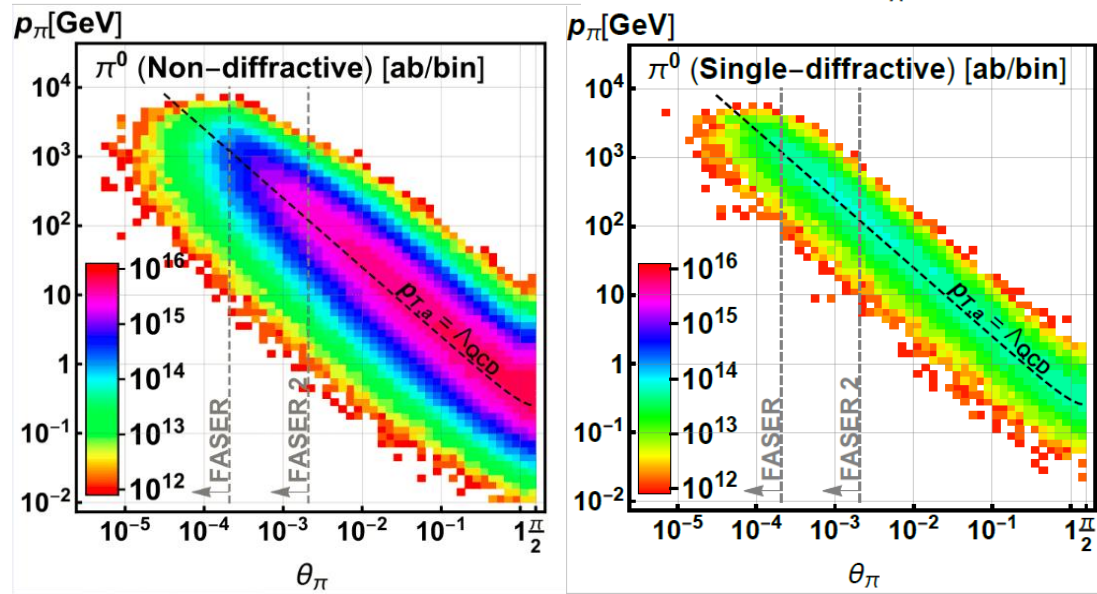 p_π[GeV]
π⁰ (Non−diffractive) [ab/bin]
10⁴
10³
10²
10
1
10⁻¹
10⁻²
10¹⁶
10¹⁵
10¹⁴
10¹³
10¹²
p_T,a = Λ_QCD
FASER
FASER 2
10⁻⁵ 10⁻⁴ 10⁻³ 10⁻² 10⁻¹ 1 π/2
θ_π
p_π[GeV]
π⁰ (Single−diffractive) [ab/bin]
10⁴
10³
10²
10
1
10⁻¹
10⁻²
10¹⁶
10¹⁵
10¹⁴
10¹³
10¹²
p_T,a = Λ_QCD
FASER
FASER 2
10⁻⁵ 10⁻⁴ 10⁻³ 10⁻² 10⁻¹ 1 π/2
θ_π